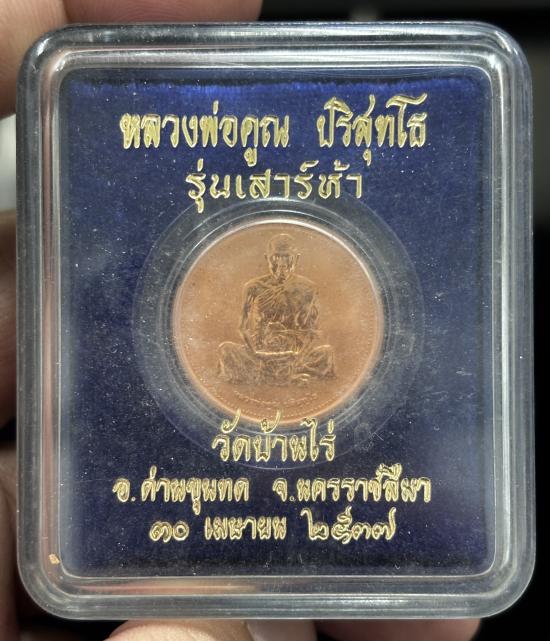 หลวงพ่อคูณ ปริสุทโธ
รุ่นเสาร์ห้า
วัดบ้านไร่
อ.ด่านขุนทด จ.นครราชสีมา
๓๐ เมษายน ๒๕๓๗